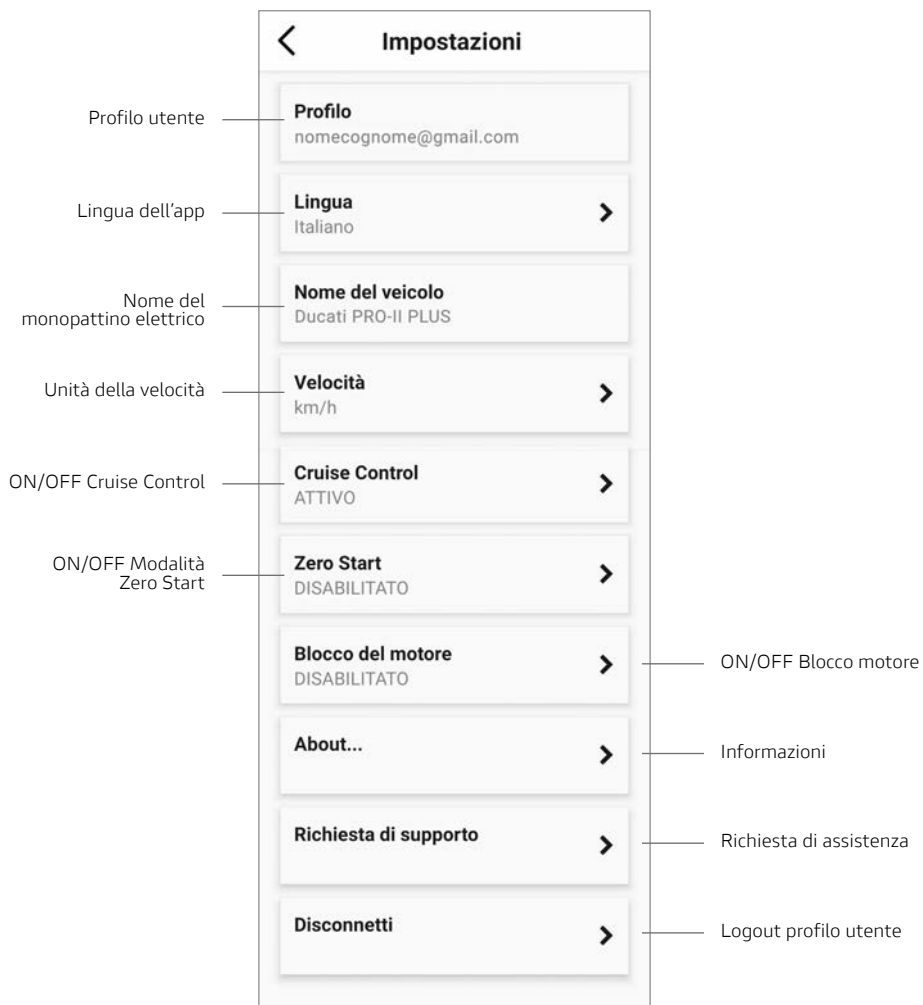 Impostazioni
Profilo utente
Profilo
nomecognome@gmail.com
Lingua dell'app
Lingua
Italiano
Nome del
monopattino elettrico
Nome del veicolo
Ducati PRO-II PLUS
Unità della velocità
Velocità
km/h
ON/OFF Cruise Control
Cruise Control
ATTIVO
ON/OFF Modalità
Zero Start
Zero Start
DISABILITATO
Blocco del motore
DISABILITATO
ON/OFF Blocco motore
About...
Informazioni
Richiesta di supporto
Richiesta di assistenza
Disconnetti
Logout profilo utente